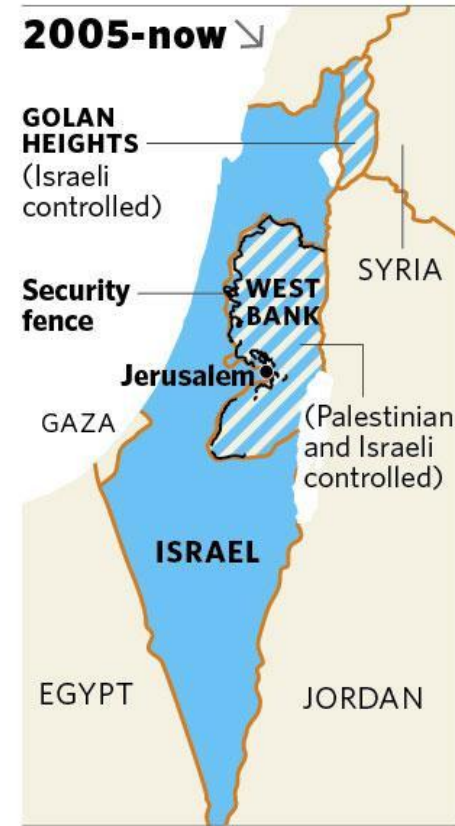 2005-now
GOLAN
HEIGHTS
(Israeli
controlled)
SYRIA
Security
fence
WEST
BANK
Jerusalem
GAZA
(Palestinian
and Israeli
controlled)
ISRAEL
EGYPT
JORDAN